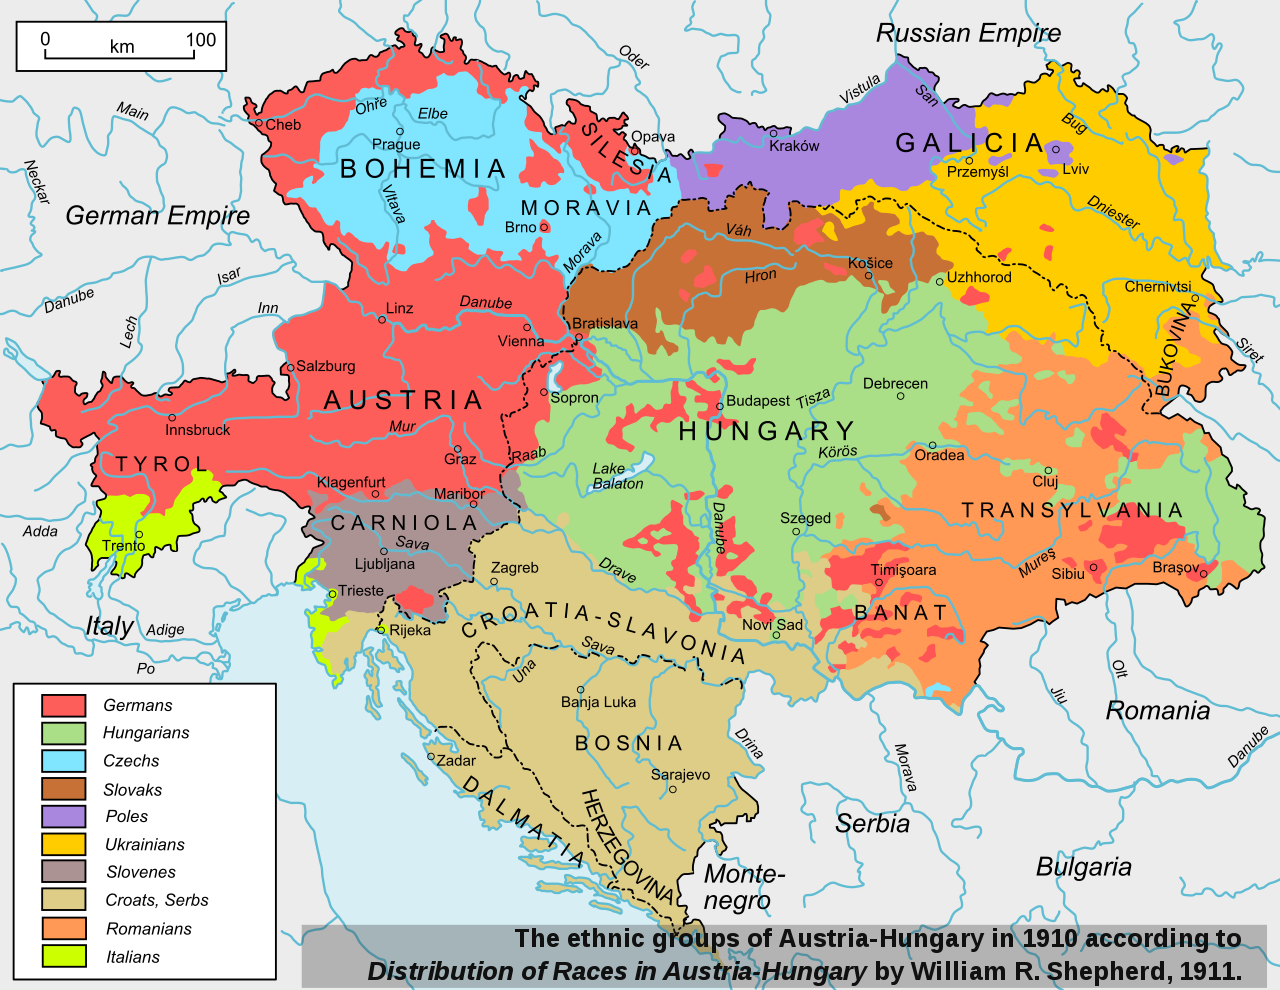 0 100
km
Russian Empire
Oder
Vistula
San
Bug
Main
Ohře
Elbe
Cheb
Prague
Opava
Kraków
GALICIA
SILESIA
BOHEMIA
Przemyśl
Lviv
Neckar
Vltava
MORAVIA
Dniester
German Empire
Brno
Morava
Váh
Košice
Hron
Uzhhorod
Chernivtsi
Isar
Danube
Inn
Linz
Danube
Lech
Vienna
Bratislava
BUKOVINA
Siret
Salzburg
Debrecen
Sopron
Budapest
Tisza
AUSTRIA
Innsbruck
Mur
HUNGARY
Graz
Raab
Körös
Oradea
TYROL
Lake
Balaton
Cluj
Klagenfurt
Maribor
TRANSYLVANIA
Danube
Szeged
CARNIOLA
Adda
Trento
Sava
Ljubljana
Zagreb
Drave
Timişoara
Mureş
Sibiu
Braşov
Trieste
BANAT
Italy
Adige
Rijeka
CROATIA-SLAVONIA
Novi Sad
Po
Sava
Una
Olt
Jiu
Banja Luka
Romania
BOSNIA
Drina
Morava
Danube
Zadar
Sarajevo
DALMATIA
HERZEGOVINA
Serbia
Bulgaria
Monte-
negro
Germans
Hungarians
Czechs
Slovaks
Poles
Ukrainians
Slovenes
Croats, Serbs
Romanians
Italians
The ethnic groups of Austria-Hungary in 1910 according to
Distribution of Races in Austria-Hungary by William R. Shepherd, 1911.